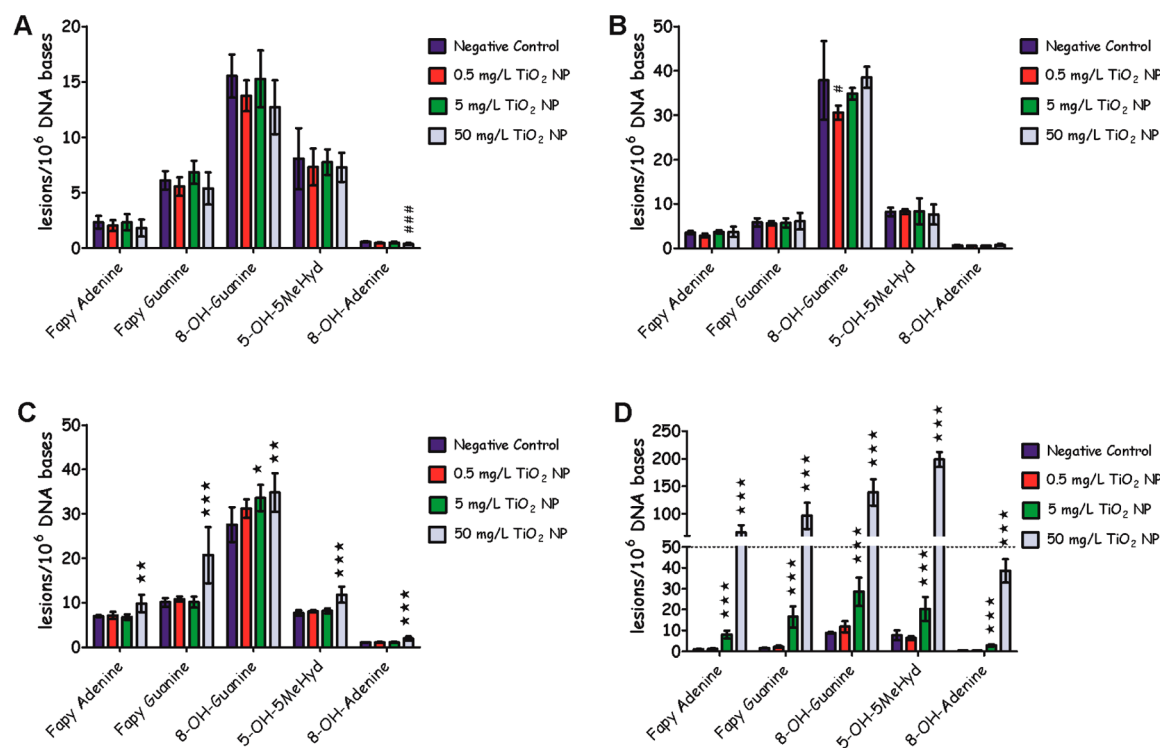 A
lesions/10⁶ DNA bases
20
15
10
5
0
###
Fapy Adenine
Fapy Guanine
8-OH-Guanine
5-OH-5MeHyd
8-OH-Adenine
Negative Control
0.5 mg/L TiO₂ NP
5 mg/L TiO₂ NP
50 mg/L TiO₂ NP
B
lesions/10⁶ DNA bases
50
40
30
20
10
0
#
Fapy Adenine
Fapy Guanine
8-OH-Guanine
5-OH-5MeHyd
8-OH-Adenine
Negative Control
0.5 mg/L TiO₂ NP
5 mg/L TiO₂ NP
50 mg/L TiO₂ NP
C
lesions/10⁶ DNA bases
50
40
30
20
10
0
★★
★★★
★
★★
★★★
★★★
Fapy Adenine
Fapy Guanine
8-OH-Guanine
5-OH-5MeHyd
8-OH-Adenine
Negative Control
0.5 mg/L TiO₂ NP
5 mg/L TiO₂ NP
50 mg/L TiO₂ NP
D
lesions/10⁶ DNA bases
250
200
150
100
50
40
30
20
10
0
★★★
★★★
★★★
★★★
★★★
★★★
★★★
★★★
★★★
★★★
Fapy Adenine
Fapy Guanine
8-OH-Guanine
5-OH-5MeHyd
8-OH-Adenine
Negative Control
0.5 mg/L TiO₂ NP
5 mg/L TiO₂ NP
50 mg/L TiO₂ NP